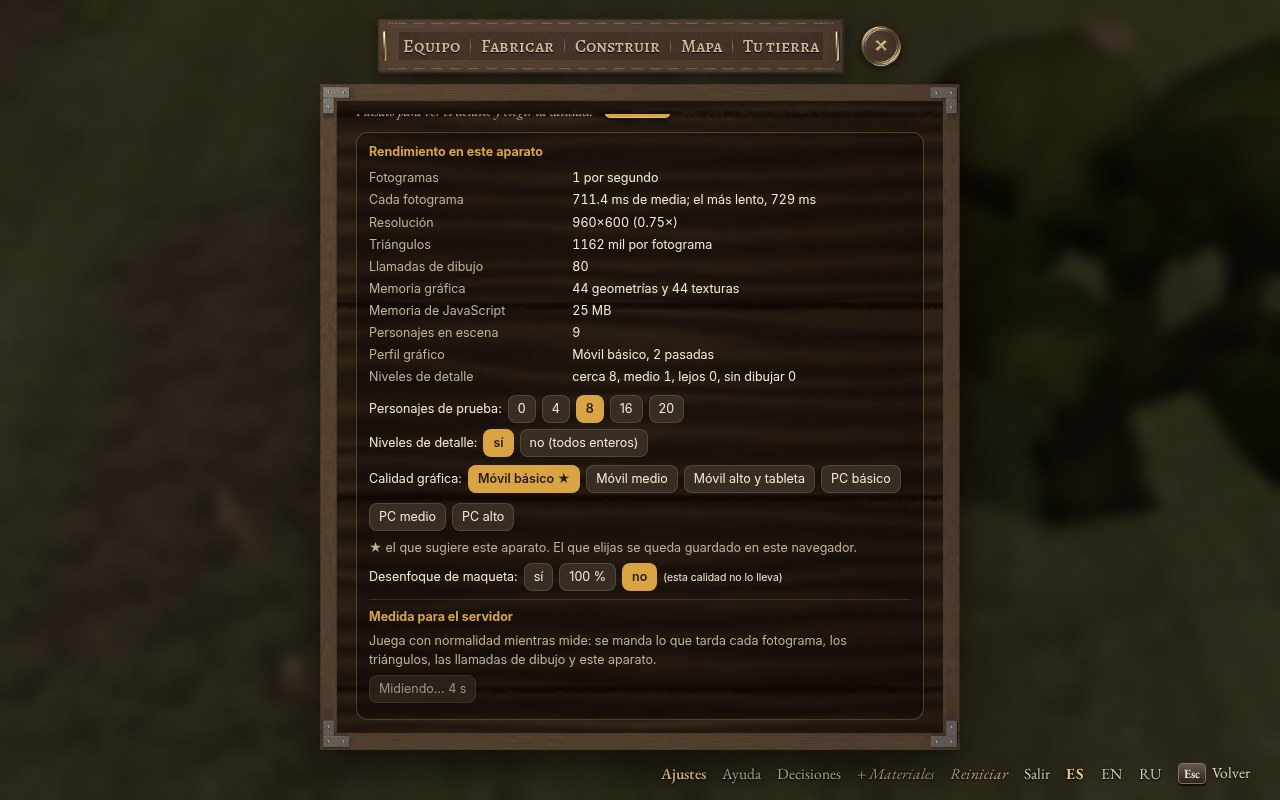 Equipo Fabricar Construir Mapa Tu tierra
Rendimiento en este aparato
Fotogramas 1 por segundo
Cada fotograma 711.4 ms de media; el más lento, 729 ms
Resolución 960×600 (0.75×)
Triángulos 1162 mil por fotograma
Llamadas de dibujo 80
Memoria gráfica 44 geometrías y 44 texturas
Memoria de JavaScript 25 MB
Personajes en escena 9
Perfil gráfico Móvil básico, 2 pasadas
Niveles de detalle cerca 8, medio 1, lejos 0, sin dibujar 0
Personajes de prueba: 0 4 8 16 20
Niveles de detalle: sí no (todos enteros)
Calidad gráfica: Móvil básico ★ Móvil medio Móvil alto y tableta PC básico
PC medio PC alto
★ el que sugiere este aparato. El que elijas se queda guardado en este navegador.
Desenfoque de maqueta: sí 100 % no (esta calidad no lo lleva)
Medida para el servidor
Juega con normalidad mientras mide: se manda lo que tarda cada fotograma, los
triángulos, las llamadas de dibujo y este aparato.
Midiendo... 4 s
Ajustes Ayuda Decisiones + Materiales Reiniciar Salir ES EN RU Esc Volver